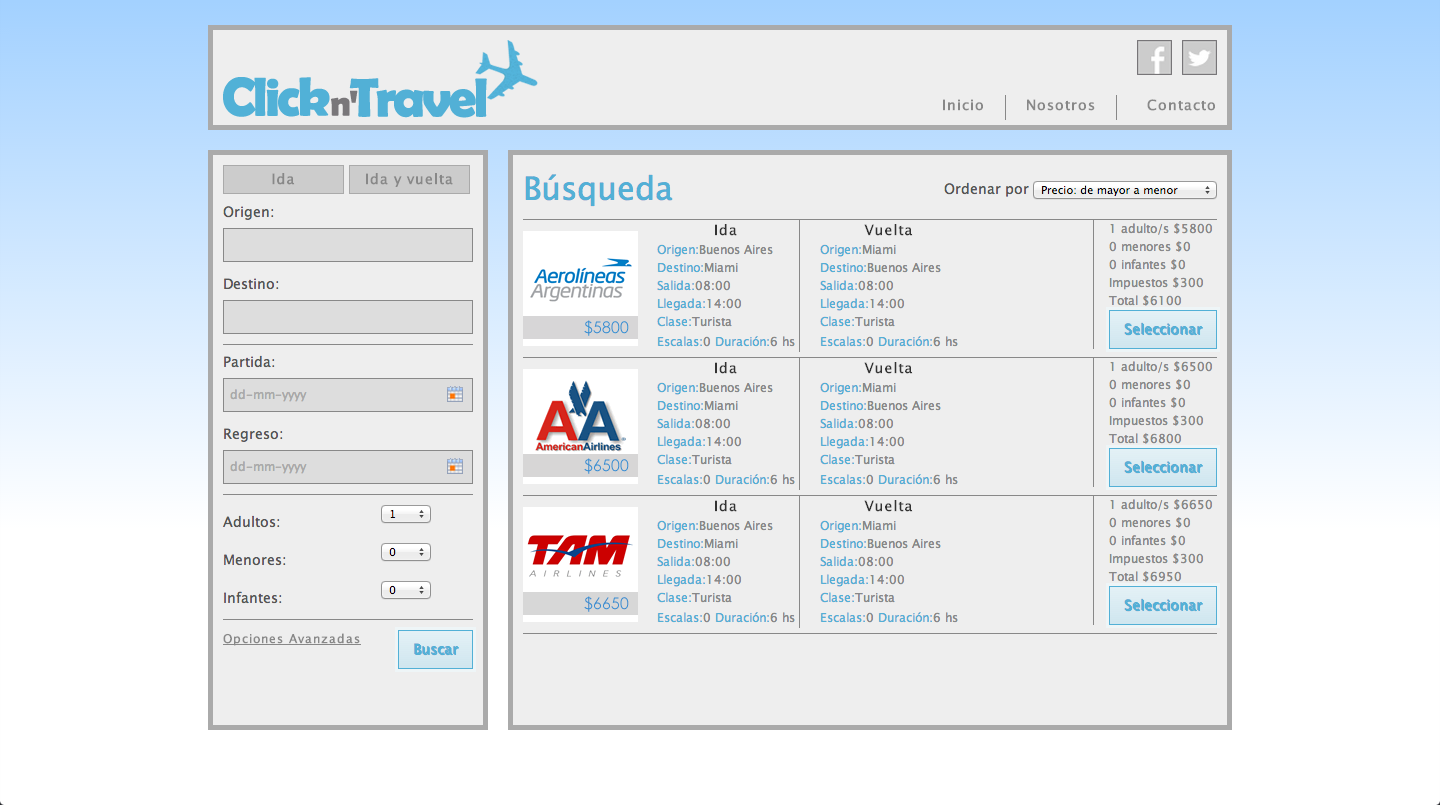 Click n' Travel
Inicio
Nosotros
Contacto
Ida
Ida y vuelta
Origen:
Destino:
Partida:
dd-mm-yyyy
Regreso:
dd-mm-yyyy
Adultos:
1
Menores:
0
Infantes:
0
Opciones Avanzadas
Buscar
Búsqueda
Ordenar por
Precio: de mayor a menor
Aerolíneas
Argentinas
$5800
Ida
Origen:Buenos Aires
Destino:Miami
Salida:08:00
Llegada:14:00
Clase:Turista
Escalas:0 Duración:6 hs
Vuelta
Origen:Miami
Destino:Buenos Aires
Salida:08:00
Llegada:14:00
Clase:Turista
Escalas:0 Duración:6 hs
1 adulto/s $5800
0 menores $0
0 infantes $0
Impuestos $300
Total $6100
Seleccionar
AA
AmericanAirlines
$6500
Ida
Origen:Buenos Aires
Destino:Miami
Salida:08:00
Llegada:14:00
Clase:Turista
Escalas:0 Duración:6 hs
Vuelta
Origen:Miami
Destino:Buenos Aires
Salida:08:00
Llegada:14:00
Clase:Turista
Escalas:0 Duración:6 hs
1 adulto/s $6500
0 menores $0
0 infantes $0
Impuestos $300
Total $6800
Seleccionar
TAM
AIRLINES
$6650
Ida
Origen:Buenos Aires
Destino:Miami
Salida:08:00
Llegada:14:00
Clase:Turista
Escalas:0 Duración:6 hs
Vuelta
Origen:Miami
Destino:Buenos Aires
Salida:08:00
Llegada:14:00
Clase:Turista
Escalas:0 Duración:6 hs
1 adulto/s $6650
0 menores $0
0 infantes $0
Impuestos $300
Total $6950
Seleccionar